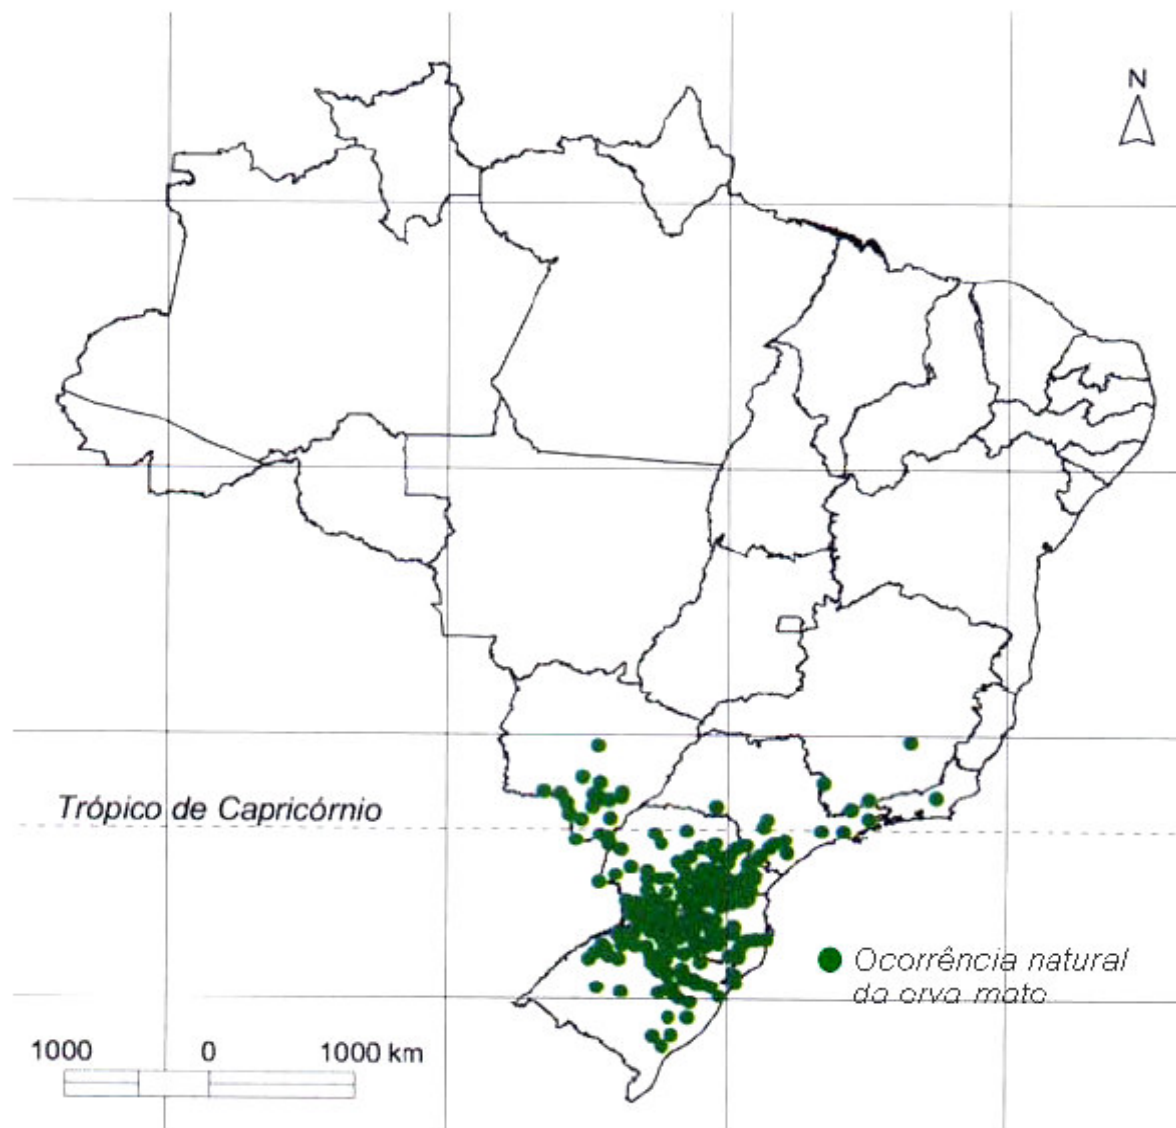 N
Trópico de Capricórnio
Ocorrência natural
da erva mate
1000 0 1000 km